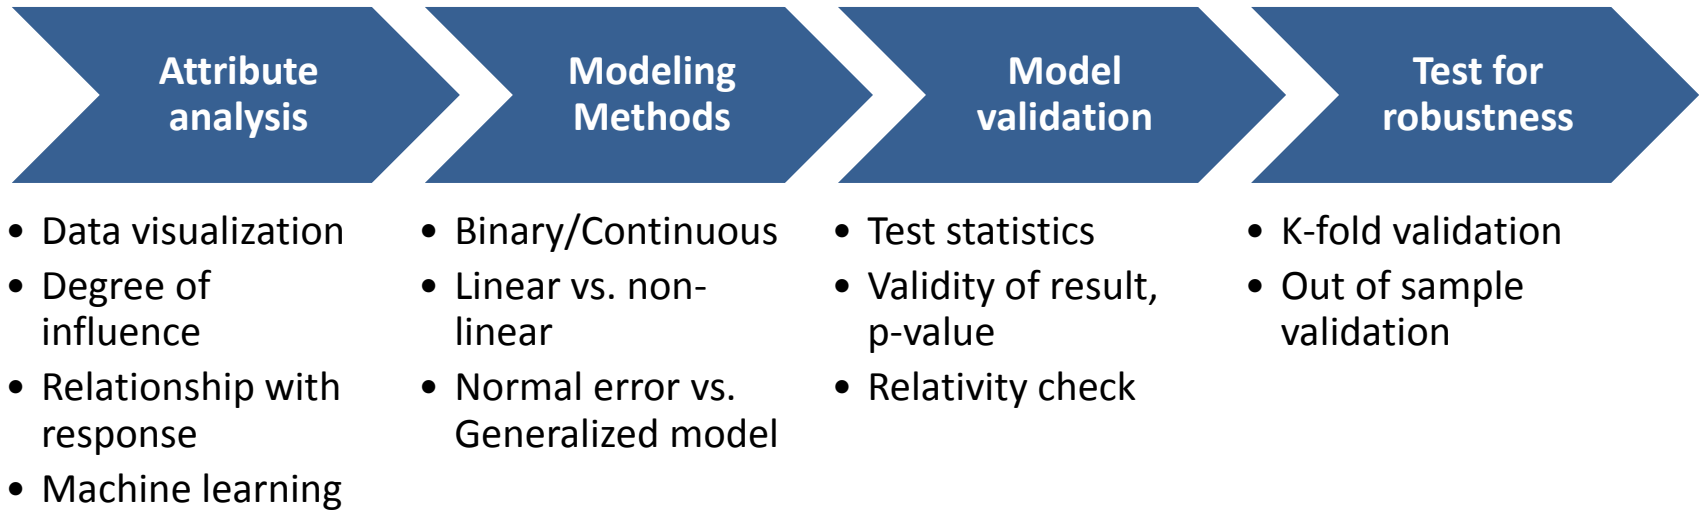 Attribute
analysis
• Data visualization
• Degree of
influence
• Relationship with
response
• Machine learning
Modeling
Methods
• Binary/Continuous
• Linear vs. non-
linear
• Normal error vs.
Generalized model
Model
validation
• Test statistics
• Validity of result,
p-value
• Relativity check
Test for
robustness
• K-fold validation
• Out of sample
validation